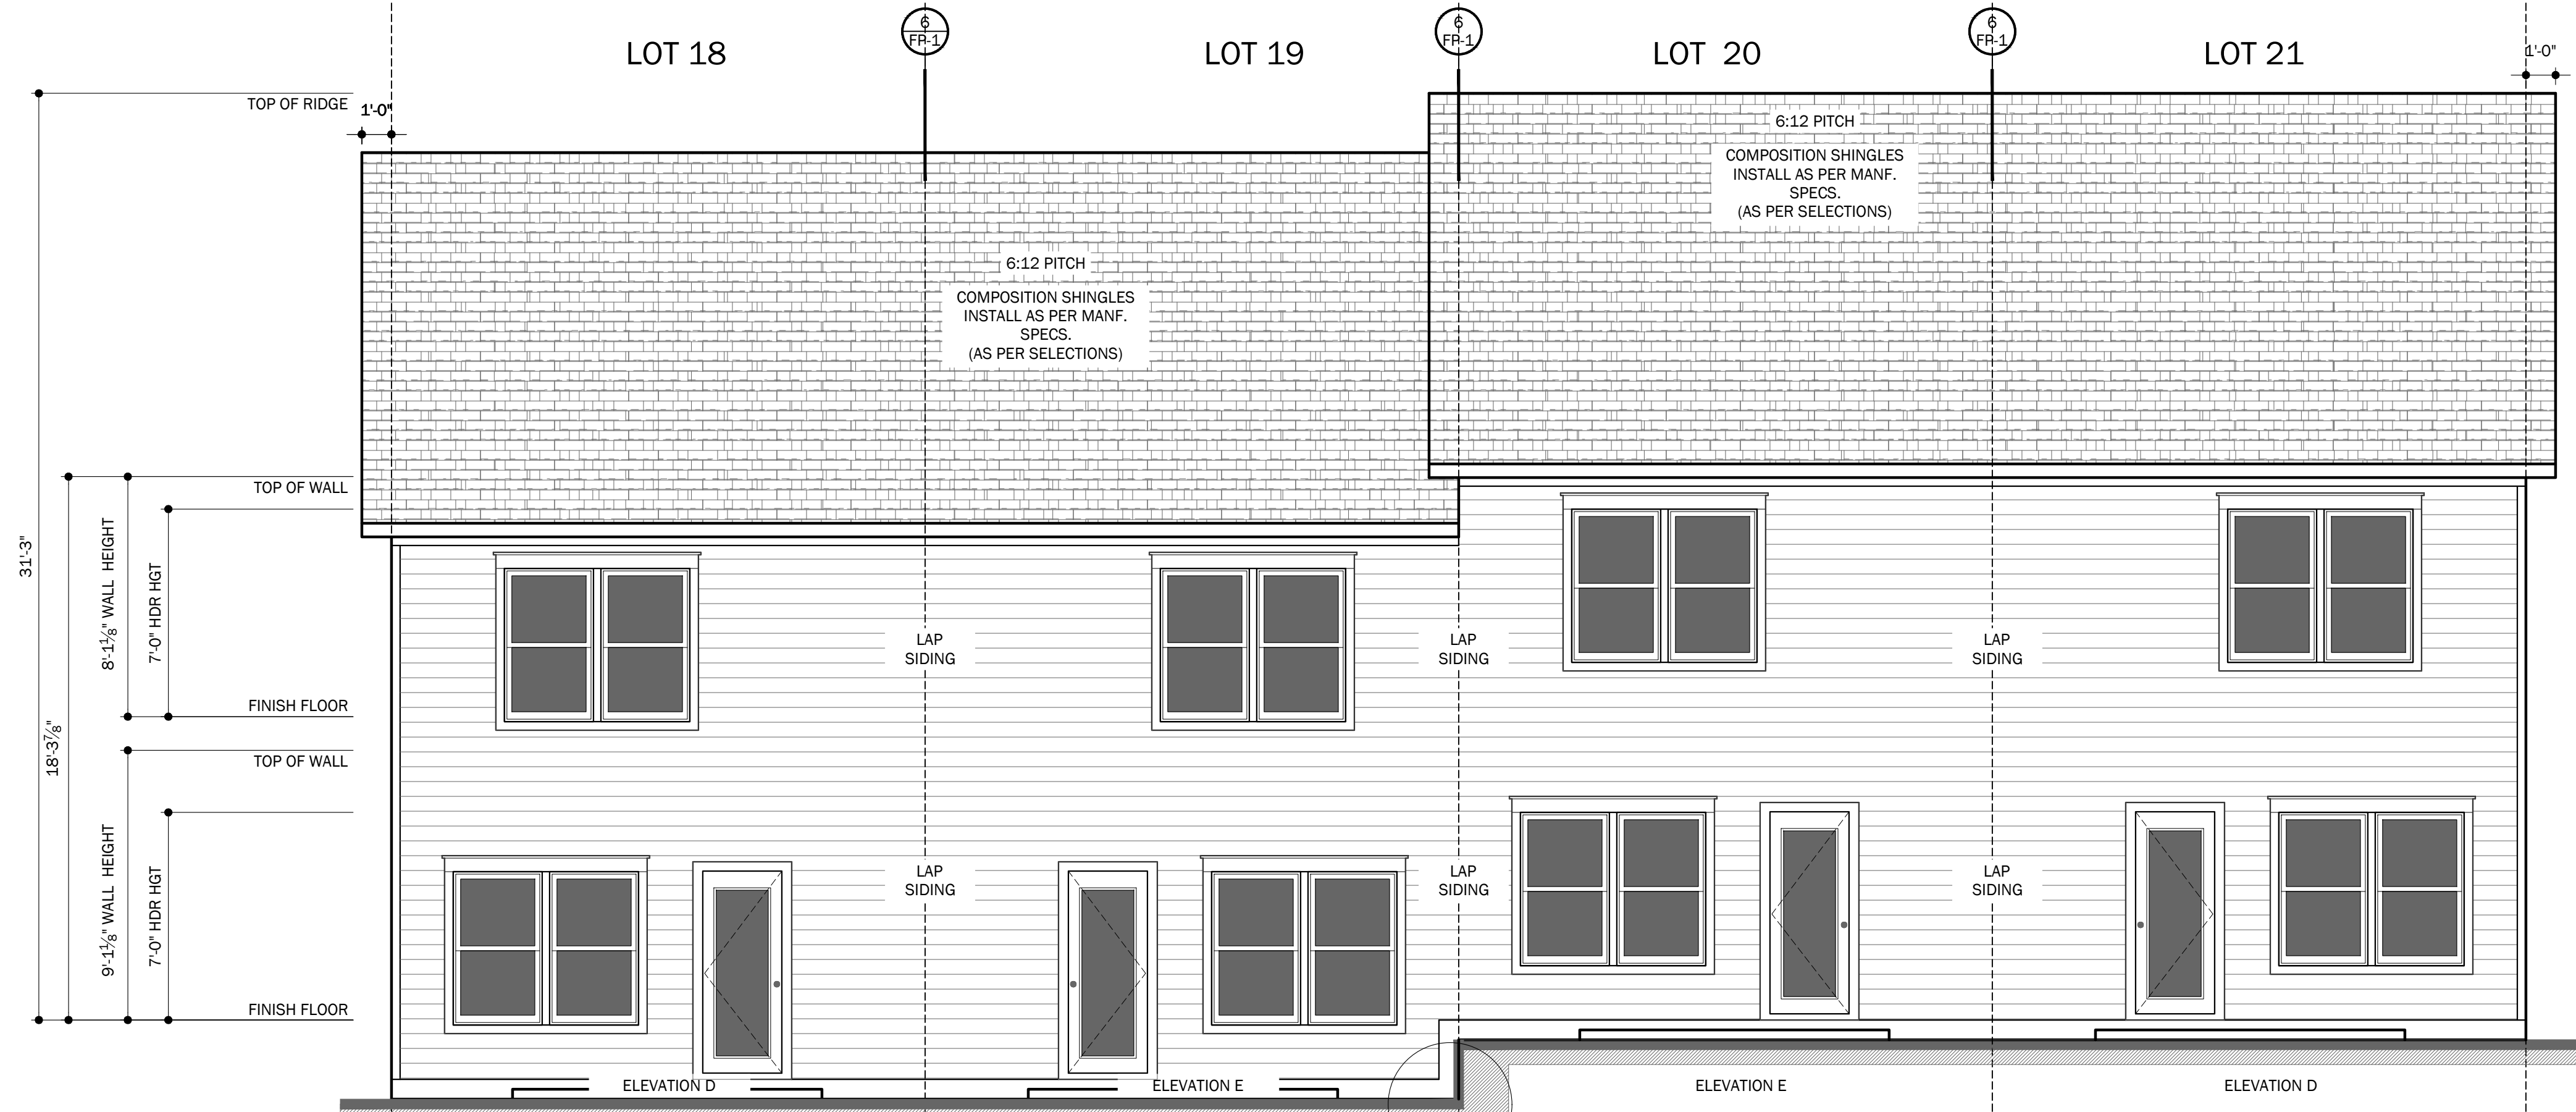 6
FR-1
6
FR-1
6
FR-1
LOT 18
LOT 19
LOT  20
LOT 21
1'-0"
TOP OF RIDGE
1'-0"
6:12 PITCH
COMPOSITION SHINGLES
INSTALL AS PER MANF.
SPECS.
(AS PER SELECTIONS)
6:12 PITCH
COMPOSITION SHINGLES
INSTALL AS PER MANF.
SPECS.
(AS PER SELECTIONS)
TOP OF WALL
31'-3"
8'-1⅛" WALL  HEIGHT
7'-0" HDR HGT
LAP
SIDING
LAP
SIDING
LAP
SIDING
FINISH FLOOR
18'-3⅞"
TOP OF WALL
9'-1⅛" WALL  HEIGHT
7'-0" HDR HGT
LAP
SIDING
LAP
SIDING
LAP
SIDING
FINISH FLOOR
ELEVATION D
ELEVATION E
ELEVATION E
ELEVATION D